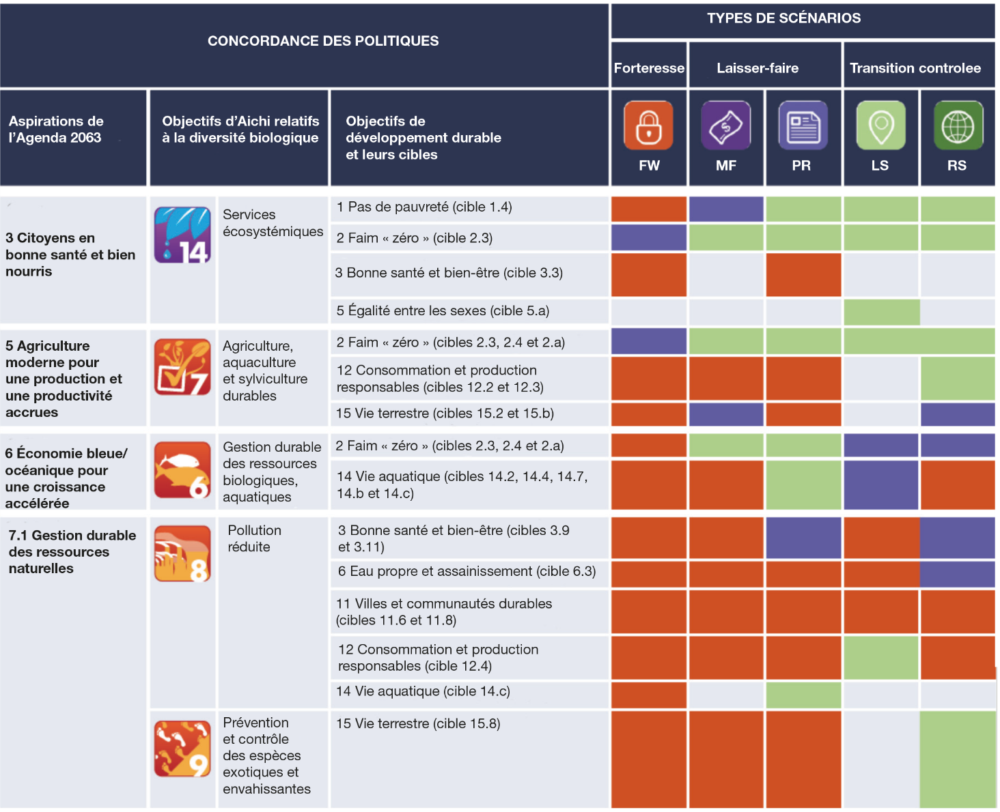 CONCORDANCE DES POLITIQUES
TYPES DE SCÉNARIOS
Forteresse
Laisser-faire
Transition controlee
Aspirations de
l’Agenda 2063
Objectifs d’Aichi relatifs
à la diversité biologique
Objectifs de
développement durable
et leurs cibles
$
FW
MF
PR
LS
RS
3 Citoyens en
bonne santé et bien
nourris
14
Services
écosystémiques
1 Pas de pauvreté (cible 1.4)
2 Faim « zéro » (cible 2.3)
3 Bonne santé et bien-être (cible 3.3)
5 Égalité entre les sexes (cible 5.a)
5 Agriculture
moderne pour
une production et
une productivité
accrues
7
Agriculture,
aquaculture
et sylviculture
durables
2 Faim « zéro » (cibles 2.3, 2.4 et 2.a)
12 Consommation et production
responsables (cibles 12.2 et 12.3)
15 Vie terrestre (cibles 15.2 et 15.b)
6 Économie bleue/
océanique pour
une croissance
accélérée
6
Gestion durable
des ressources
biologiques,
aquatiques
2 Faim « zéro » (cibles 2.3, 2.4 et 2.a)
14 Vie aquatique (cibles 14.2, 14.4, 14.7,
14.b et 14.c)
7.1 Gestion durable
des ressources
naturelles
8
Pollution
réduite
3 Bonne santé et bien-être (cibles 3.9
et 3.11)
6 Eau propre et assainissement (cible 6.3)
11 Villes et communautés durables
(cibles 11.6 et 11.8)
12 Consommation et production
responsables (cible 12.4)
14 Vie aquatique (cible 14.c)
9
Prévention
et contrôle
des espèces
exotiques et
envahissantes
15 Vie terrestre (cible 15.8)